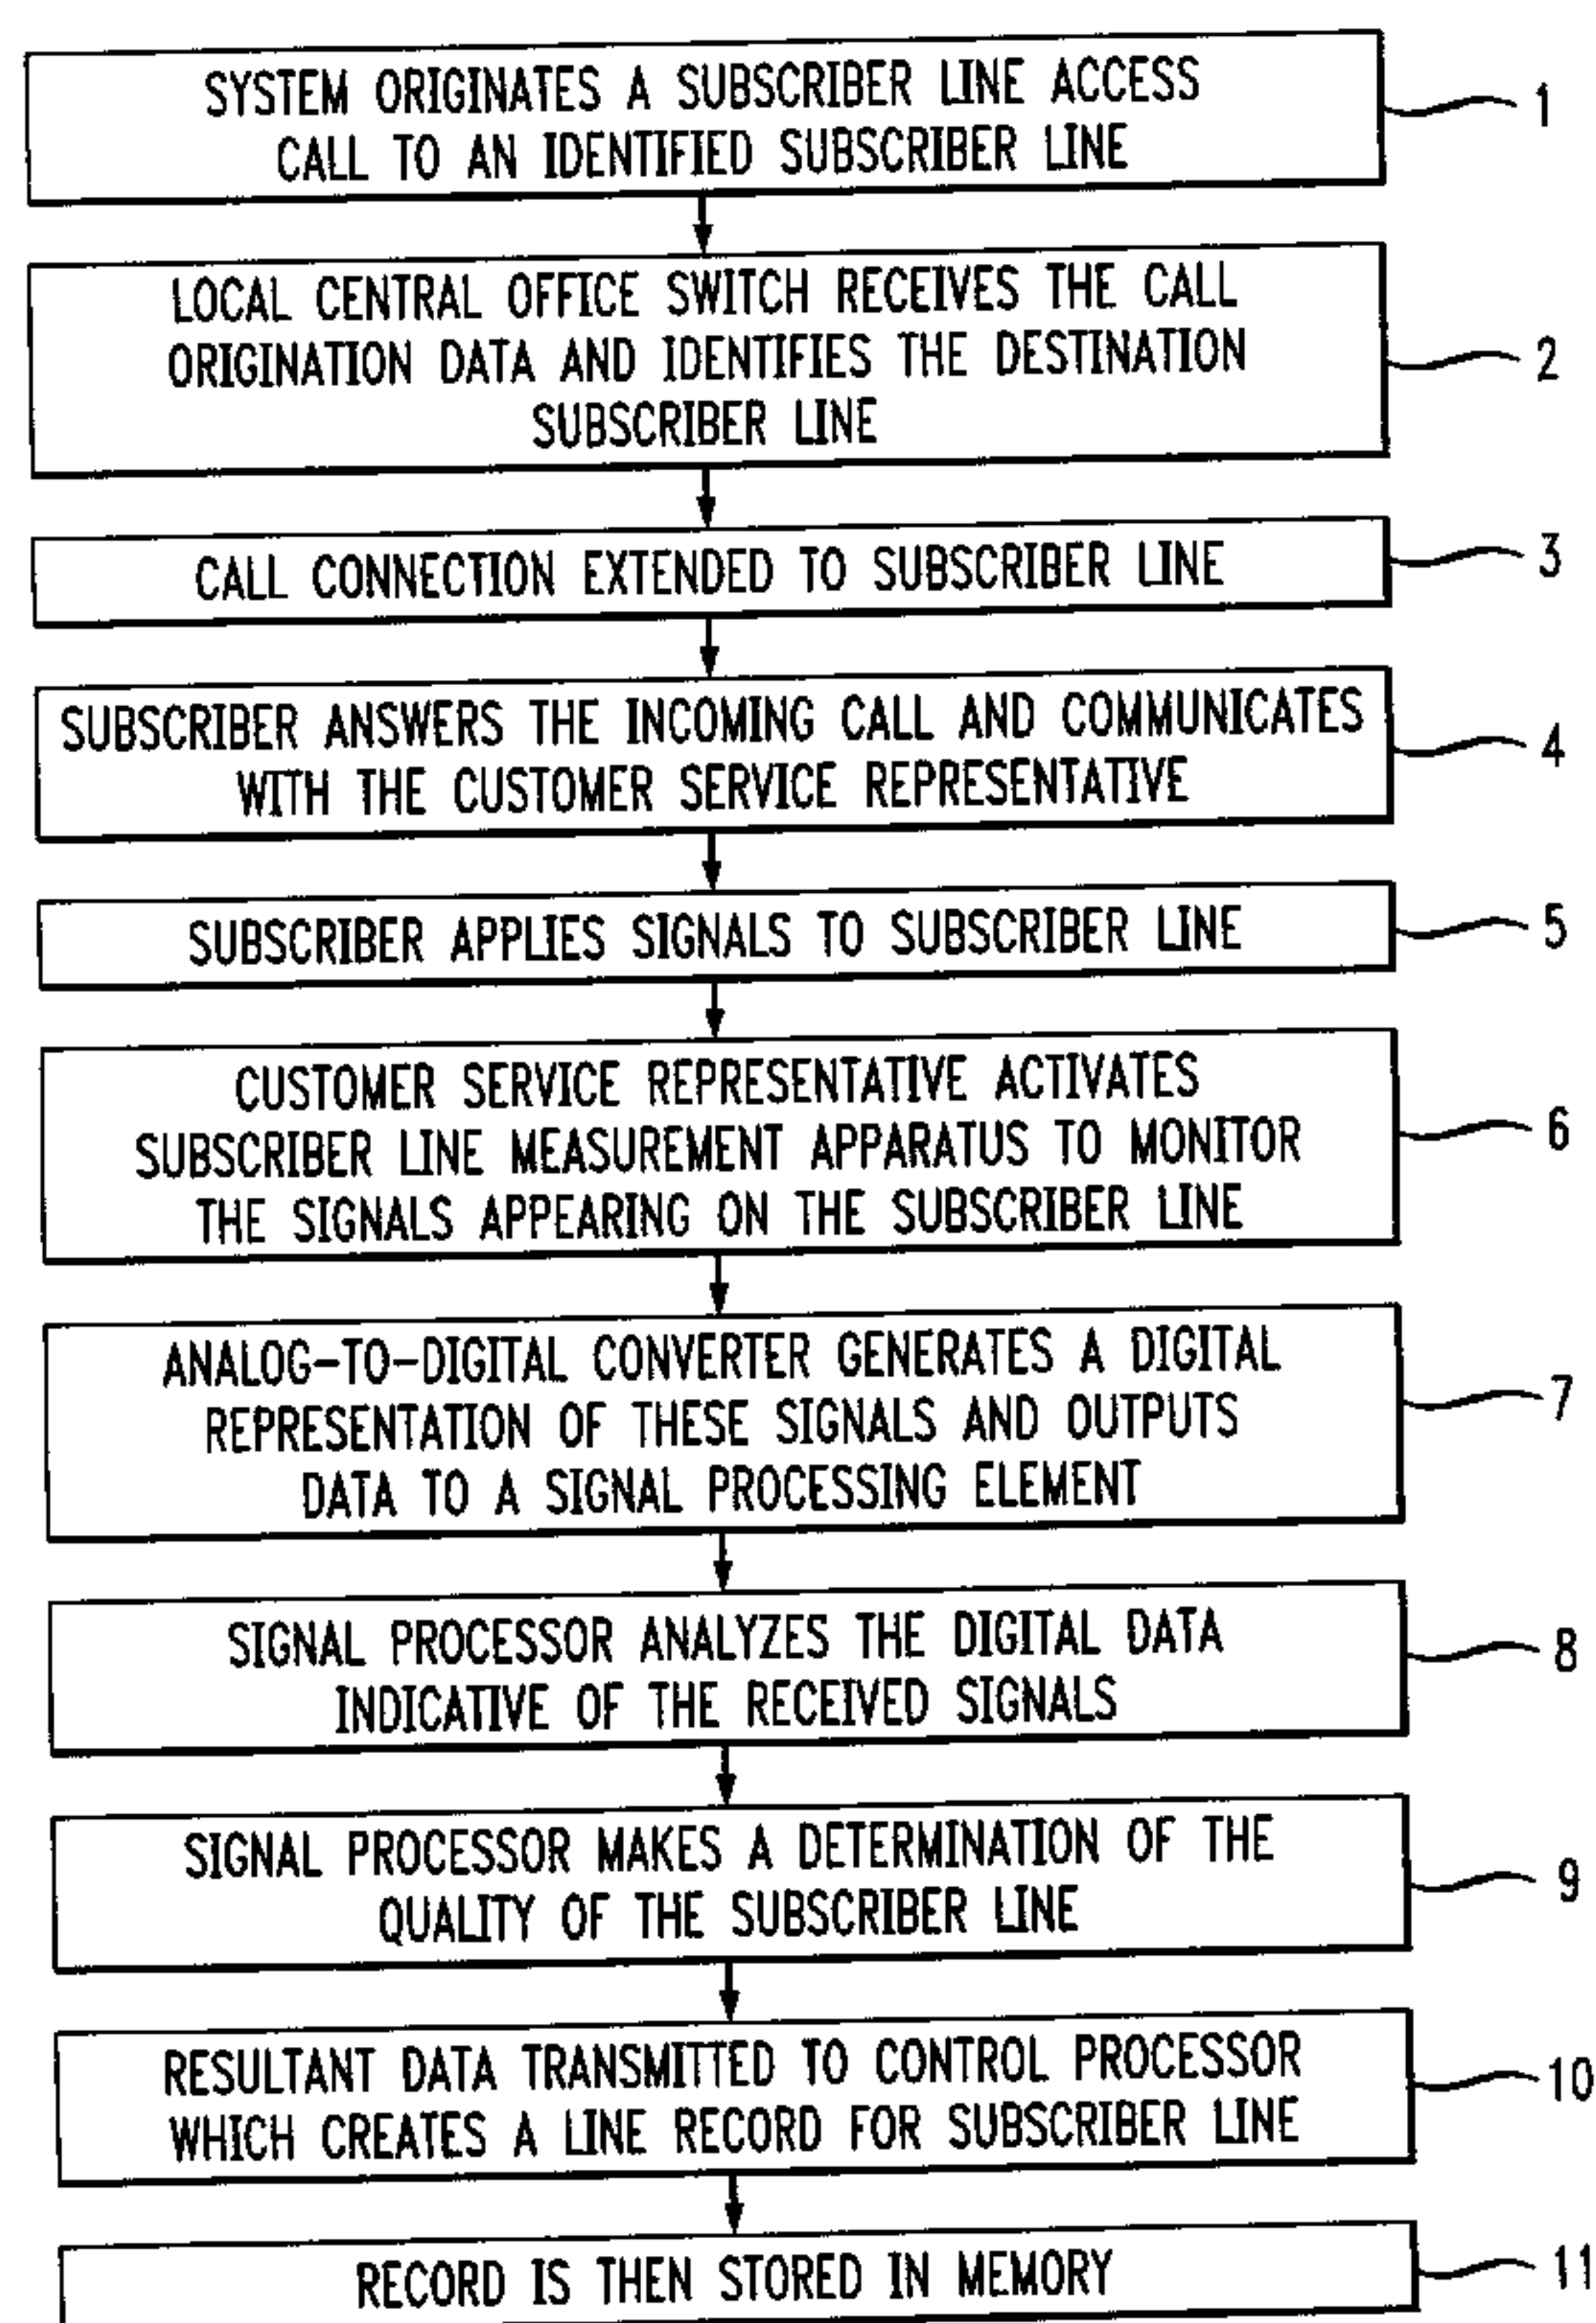 SYSTEM ORIGINATES A SUBSCRIBER LINE ACCESS
CALL TO AN IDENTIFIED SUBSCRIBER LINE
1
LOCAL CENTRAL OFFICE SWITCH RECEIVES THE CALL
ORIGINATION DATA AND IDENTIFIES THE DESTINATION
SUBSCRIBER LINE
2
CALL CONNECTION EXTENDED TO SUBSCRIBER LINE
3
SUBSCRIBER ANSWERS THE INCOMING CALL AND COMMUNICATES
WITH THE CUSTOMER SERVICE REPRESENTATIVE
4
SUBSCRIBER APPLIES SIGNALS TO SUBSCRIBER LINE
5
CUSTOMER SERVICE REPRESENTATIVE ACTIVATES
SUBSCRIBER LINE MEASUREMENT APPARATUS TO MONITOR
THE SIGNALS APPEARING ON THE SUBSCRIBER LINE
6
ANALOG-TO-DIGITAL CONVERTER GENERATES A DIGITAL
REPRESENTATION OF THESE SIGNALS AND OUTPUTS
DATA TO A SIGNAL PROCESSING ELEMENT
7
SIGNAL PROCESSOR ANALYZES THE DIGITAL DATA
INDICATIVE OF THE RECEIVED SIGNALS
8
SIGNAL PROCESSOR MAKES A DETERMINATION OF THE
QUALITY OF THE SUBSCRIBER LINE
9
RESULTANT DATA TRANSMITTED TO CONTROL PROCESSOR
WHICH CREATES A LINE RECORD FOR SUBSCRIBER LINE
10
RECORD IS THEN STORED IN MEMORY
11